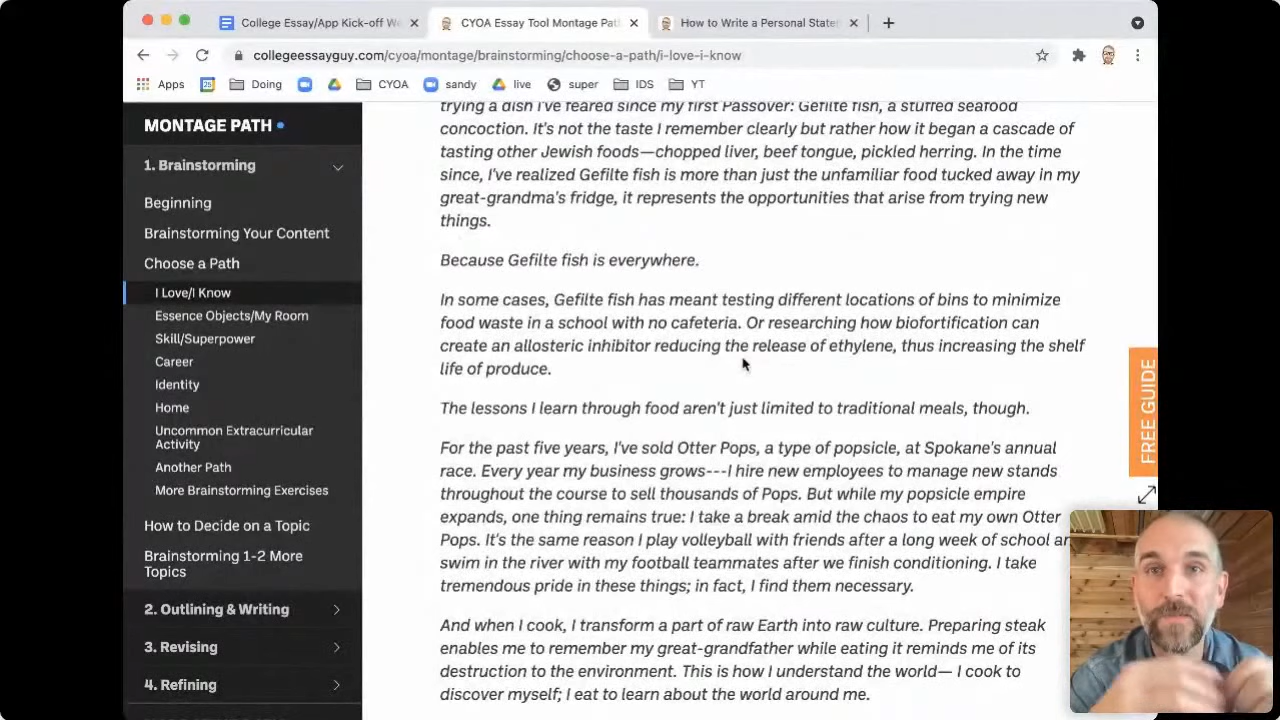 College Essay/App Kick-off We
CYOA Essay Tool Montage Pat
How to Write a Personal State
collegeessayguy.com/cyoa/montage/brainstorming/choose-a-path/i-love-i-know
Apps
Doing
CYOA
sandy
live
super
IDS
YT
MONTAGE PATH
1. Brainstorming
Beginning
Brainstorming Your Content
Choose a Path
I Love/I Know
Essence Objects/My Room
Skill/Superpower
Career
Identity
Home
Uncommon Extracurricular
Activity
Another Path
More Brainstorming Exercises
How to Decide on a Topic
Brainstorming 1-2 More
Topics
2. Outlining & Writing
3. Revising
4. Refining
trying a dish I've feared since my first Passover: Gefilte fish, a stuffed seafood
concoction. It's not the taste I remember clearly but rather how it began a cascade of
tasting other Jewish foods—chopped liver, beef tongue, pickled herring. In the time
since, I've realized Gefilte fish is more than just the unfamiliar food tucked away in my
great-grandma's fridge, it represents the opportunities that arise from trying new
things.
Because Gefilte fish is everywhere.
In some cases, Gefilte fish has meant testing different locations of bins to minimize
food waste in a school with no cafeteria. Or researching how biofortification can
create an allosteric inhibitor reducing the release of ethylene, thus increasing the shelf
life of produce.
The lessons I learn through food aren't just limited to traditional meals, though.
For the past five years, I've sold Otter Pops, a type of popsicle, at Spokane's annual
race. Every year my business grows---I hire new employees to manage new stands
throughout the course to sell thousands of Pops. But while my popsicle empire
expands, one thing remains true: I take a break amid the chaos to eat my own Otter
Pops. It's the same reason I play volleyball with friends after a long week of school
swim in the river with my football teammates after we finish conditioning. I take
tremendous pride in these things; in fact, I find them necessary.
And when I cook, I transform a part of raw Earth into raw culture. Preparing steak
enables me to remember my great-grandfather while eating it reminds me of its
destruction to the environment. This is how I understand the world— I cook to
discover myself; I eat to learn about the world around me.
FREE GUIDE